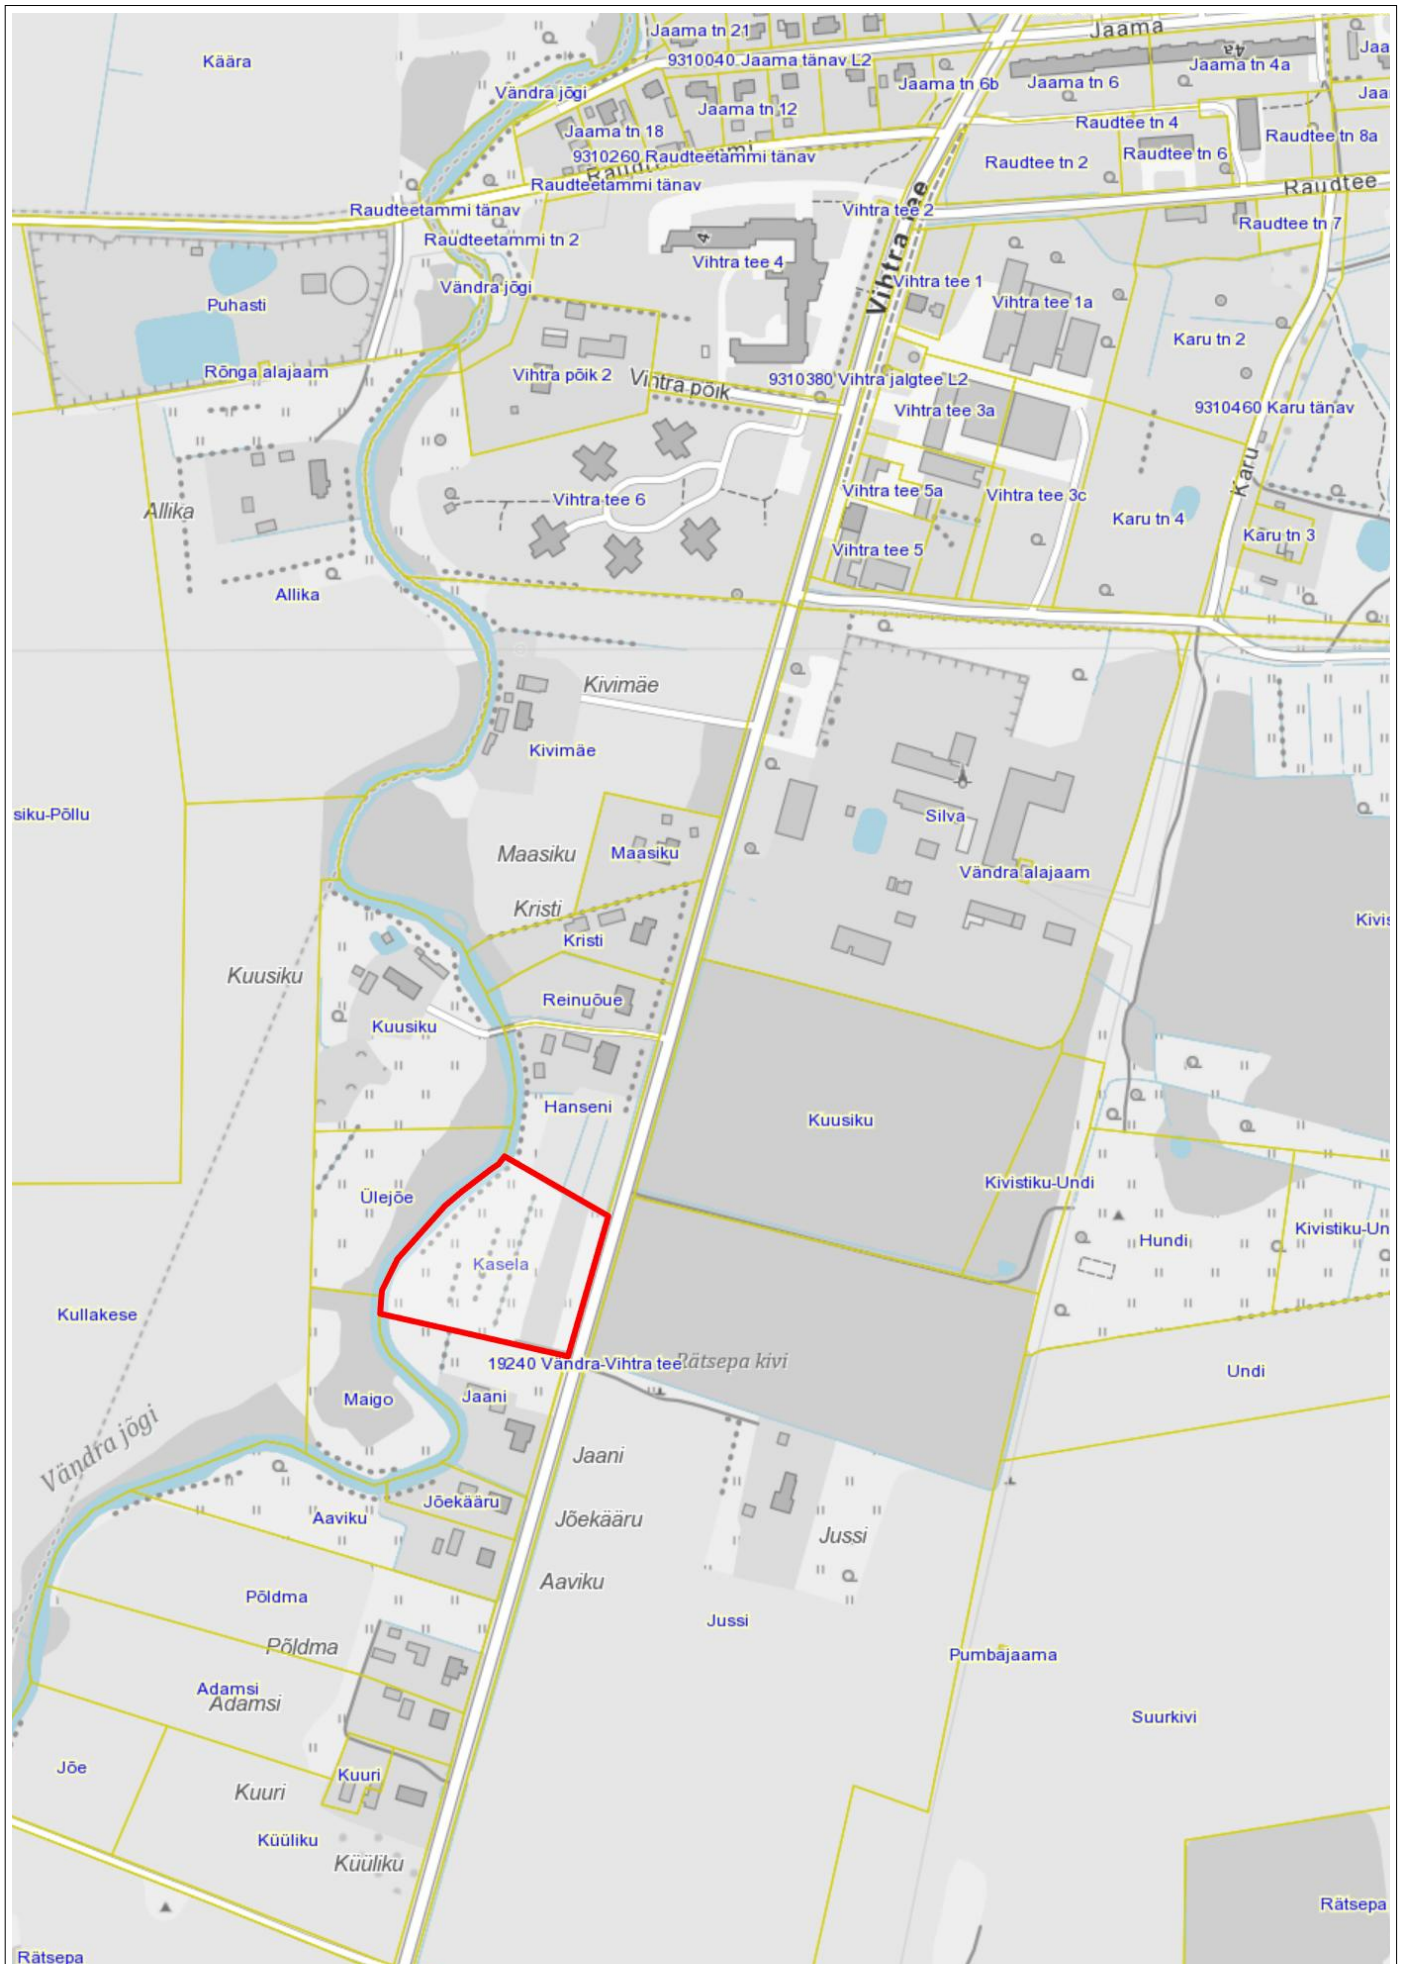 Jaama tn 21
Jaama
Käära
9310040 Jaama tänav L2
4a
Jaama tn 4a
Jaama tn 6b
Jaama tn 6
Vändra jõgi
Jaama tn 12
Raudtee tn 4
Jaama tn 18
Raudtee tn 8a
9310260 Raudteetammi tänav
Raudtee tn 2
Raudtee tn 6
Raudteetammi tänav
Raudtee
Raudteetammi tänav
Vihtra tee 2
Raudtee tn 7
Raudteetammi tn 2
4
Vihtra tee 4
Vihtra tee
Vändra jõgi
Vihtra tee 1
Vihtra tee 1a
Puhasti
Karu tn 2
Rõnga alajaam
Vihtra põik 2
Vihtra põik
9310380 Vihtra jalgtee L2
Vihtra tee 3a
9310460 Karu tänav
Karu
Vihtra tee 6
Vihtra tee 5a
Vihtra tee 3c
Allika
Karu tn 4
Karu tn 3
Vihtra tee 5
Allika
Kivimäe
Kivimäe
siku-Põllu
Silva
Maasiku
Maasiku
Vändra alajaam
Kristi
Kivis
Kristi
Kuusiku
Reinuõue
Kuusiku
Hanseni
Kuusiku
Kivistiku-Undi
Ülejõe
Kivistiku-Un
Hundi
Kasela
Kullakese
19240 Vändra-Vihtra tee
Rätsepa kivi
Undi
Maigo
Jaani
Vändra jõgi
Jaani
Jõekääru
Aaviku
Jõekääru
Jussi
Aaviku
Põldma
Jussi
Põldma
Pumbajaama
Adamsi
Adamsi
Suurkivi
Jõe
Kuuri
Kuuri
Küüliku
Küüliku
Rätsepa
Rätsepa